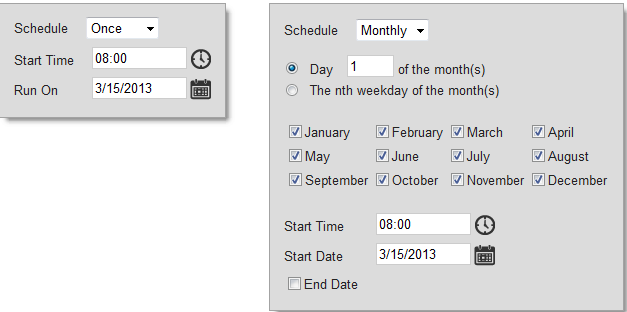 Schedule Once
Start Time 08:00
Run On 3/15/2013
Schedule Monthly
Day 1 of the month(s)
The nth weekday of the month(s)
January February March April
May June July August
September October November December
Start Time 08:00
Start Date 3/15/2013
End Date